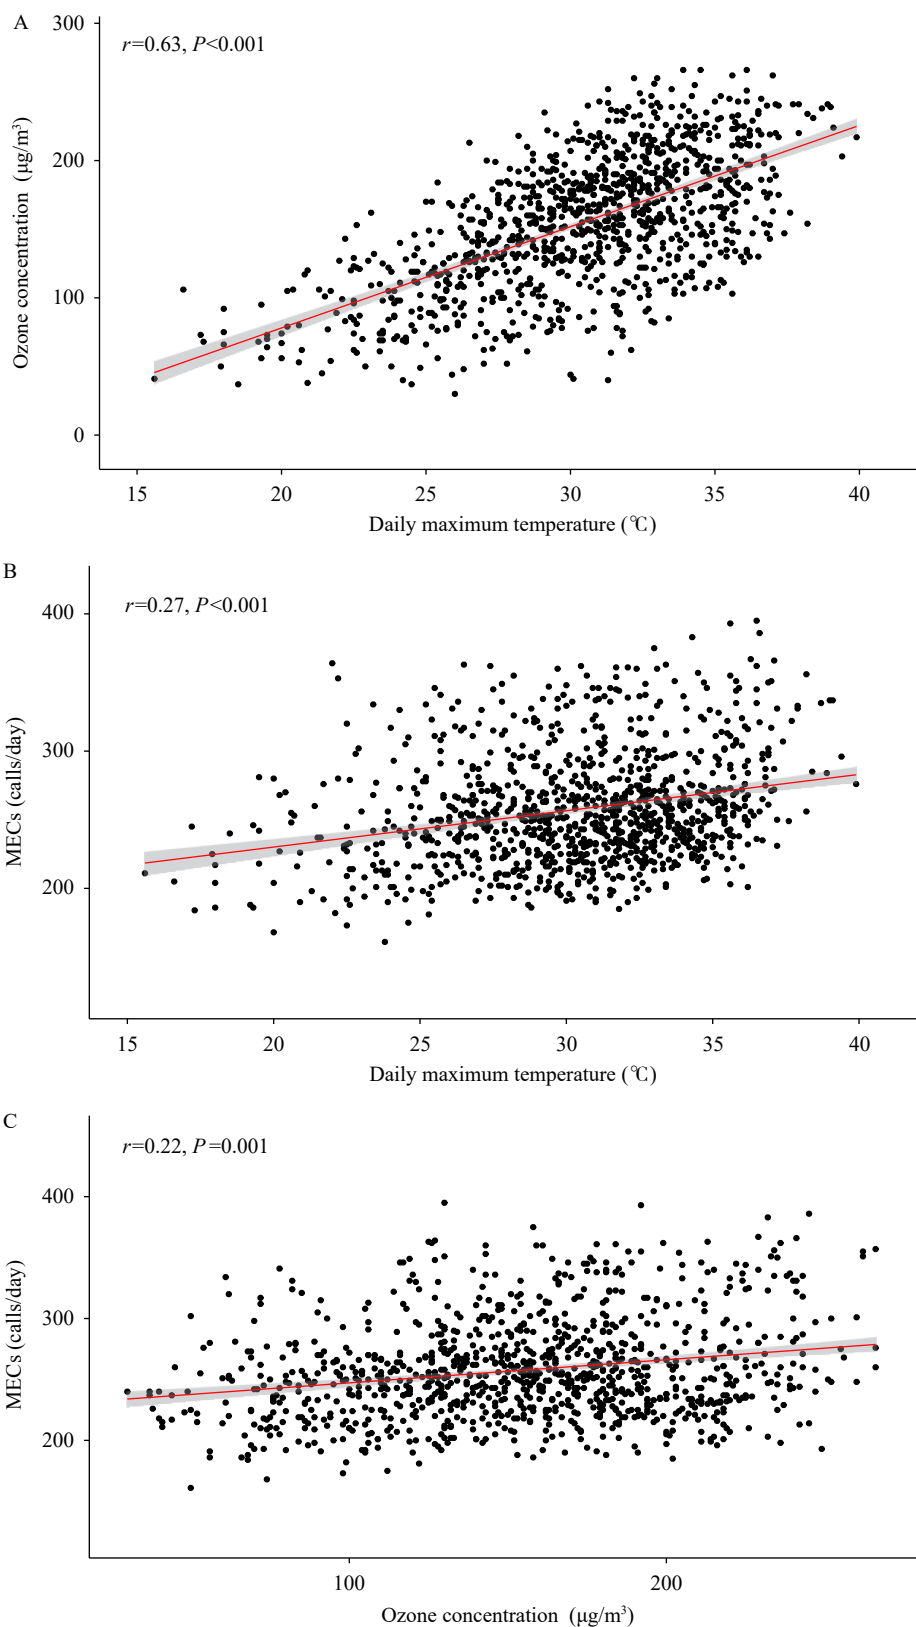 A
r=0.63, P<0.001
Ozone concentration (μg/m³)
300
200
100
0
15 20 25 30 35 40
Daily maximum temperature (℃)
B
r=0.27, P<0.001
MECs (calls/day)
400
300
200
15 20 25 30 35 40
Daily maximum temperature (℃)
C
r=0.22, P=0.001
MECs (calls/day)
400
300
200
100 200
Ozone concentration (μg/m³)